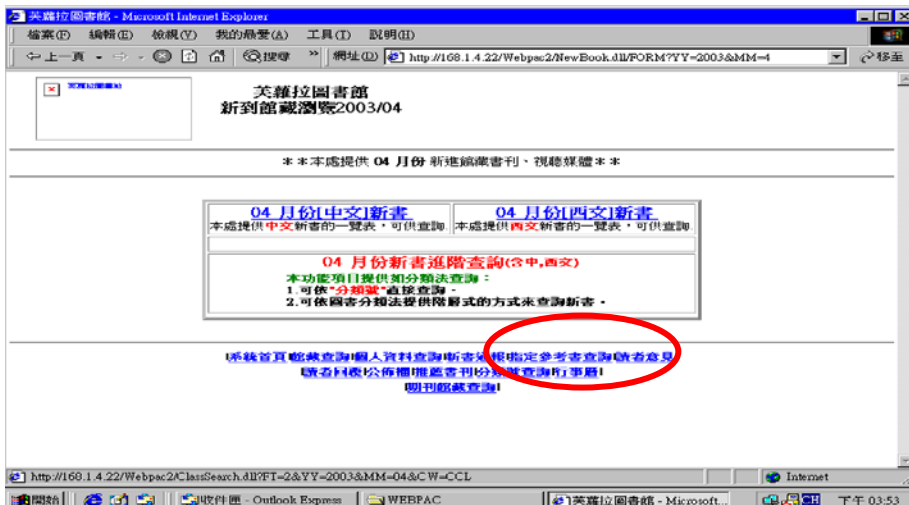 芙蘿拉圖書館 - Microsoft Internet Explorer
檔案(F) 編輯(E) 檢視(V) 我的最愛(A) 工具(T) 說明(H)
上一頁 搜尋 » 網址(D) http://168.1.4.22/Webpac2/NewBook.dll/FORM?YY=2003&MM=4 移至
芙蘿拉圖書館
新到館藏瀏覽2003/04
＊＊本處提供 04 月份 新進館藏書刊、視聽媒體＊＊
04 月份[中文]新書 04 月份[西文]新書
本處提供中文新書的一覽表，可供查詢. 本處提供西文新書的一覽表，可供查詢.
04 月份新書進階查詢(含中,西文)
本功能項目提供如分類法查詢：
1.可依"分類號"直接查詢。
2.可依圖書分類法提供階層式的方式來查詢新書。
|系統首頁|館藏查詢|個人資料查詢|新書通報|指定參考書查詢|讀者意見
|讀者回覆|公佈欄|推薦書刊|分類號查詢|行事曆|
|期刊館藏查詢|
http://168.1.4.22/Webpac2/ClassSearch.dll?FT=2&YY=2003&MM=04&CW=CCL Internet
開始 收件匣 - Outlook Express WEBPAC 芙蘿拉圖書館 - Microsoft... 下午 03:53